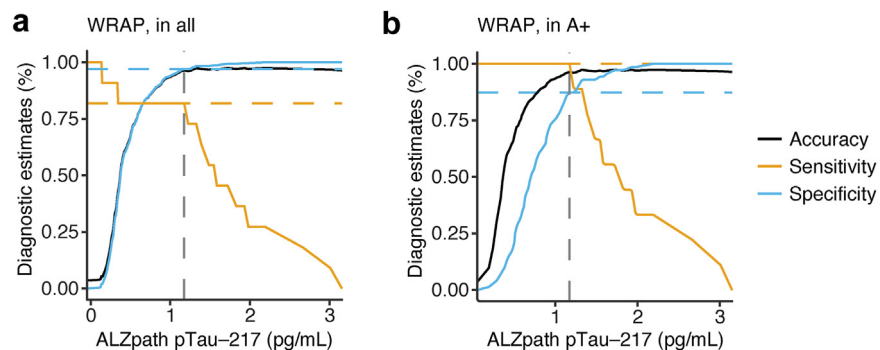 a
WRAP, in all
Diagnostic estimates (%)
1.00
0.75
0.50
0.25
0.00
0 1 2 3
ALZpath pTau–217 (pg/mL)
b
WRAP, in A+
Diagnostic estimates (%)
1.00
0.75
0.50
0.25
0.00
1 2 3
ALZpath pTau–217 (pg/mL)
Accuracy
Sensitivity
Specificity